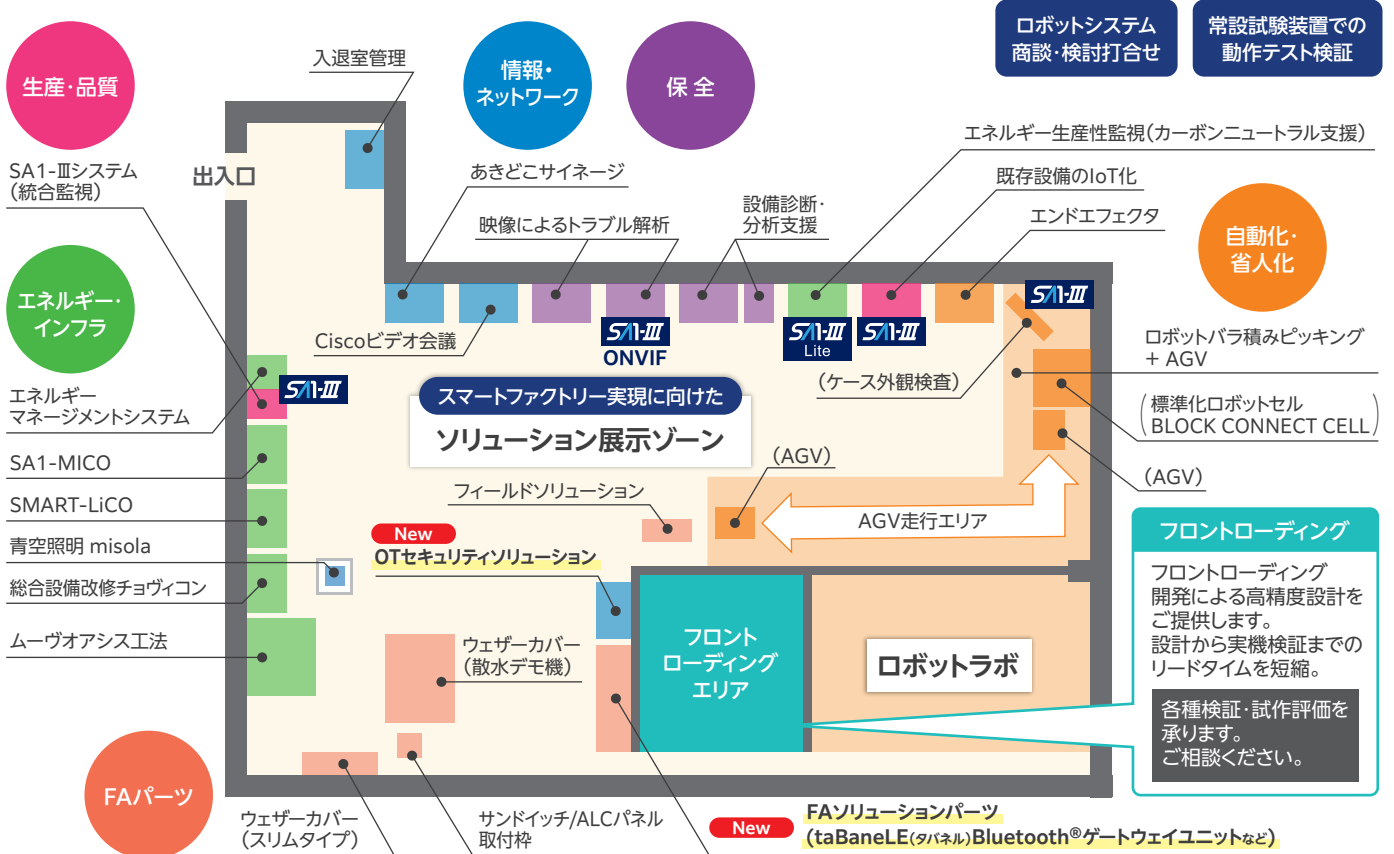 ロボットシステム
商談・検討打合せ
常設試験装置での
動作テスト検証
生産・品質
入退室管理
情報・
ネットワーク
保 全
SA1-Ⅲシステム
(統合監視)
出入口
あきどこサイネージ
映像によるトラブル解析
設備診断・
分析支援
エネルギー生産性監視(カーボンニュートラル支援)
既存設備のIoT化
エンドエフェクタ
自動化・
省人化
エネルギー・
インフラ
Ciscoビデオ会議
SA1-Ⅲ
ONVIF
SA1-Ⅲ
Lite
SA1-Ⅲ
SA1-Ⅲ
(ケース外観検査)
ロボットバラ積みピッキング
+ AGV
標準化ロボットセル
BLOCK CONNECT CELL
(AGV)
SA1-Ⅲ
エネルギー
マネージメントシステム
スマートファクトリー実現に向けた
ソリューション展示ゾーン
SA1-MICO
SMART-LiCO
青空照明 misola
総合設備改修チョヴィコン
ムーヴオアシス工法
フィールドソリューション
(AGV)
AGV走行エリア
New
OTセキュリティソリューション
ウェザーカバー
(散水デモ機)
フロント
ローディング
エリア
ロボットラボ
フロントローディング
フロントローディング
開発による高精度設計を
ご提供します。
設計から実機検証までの
リードタイムを短縮。
各種検証・試作評価を
承ります。
ご相談ください。
FAパーツ
ウェザーカバー
(スリムタイプ)
サンドイッチ/ALCパネル
取付枠
New
FAソリューションパーツ
(taBaneLE(タパネル)Bluetooth®ゲートウェイユニットなど)